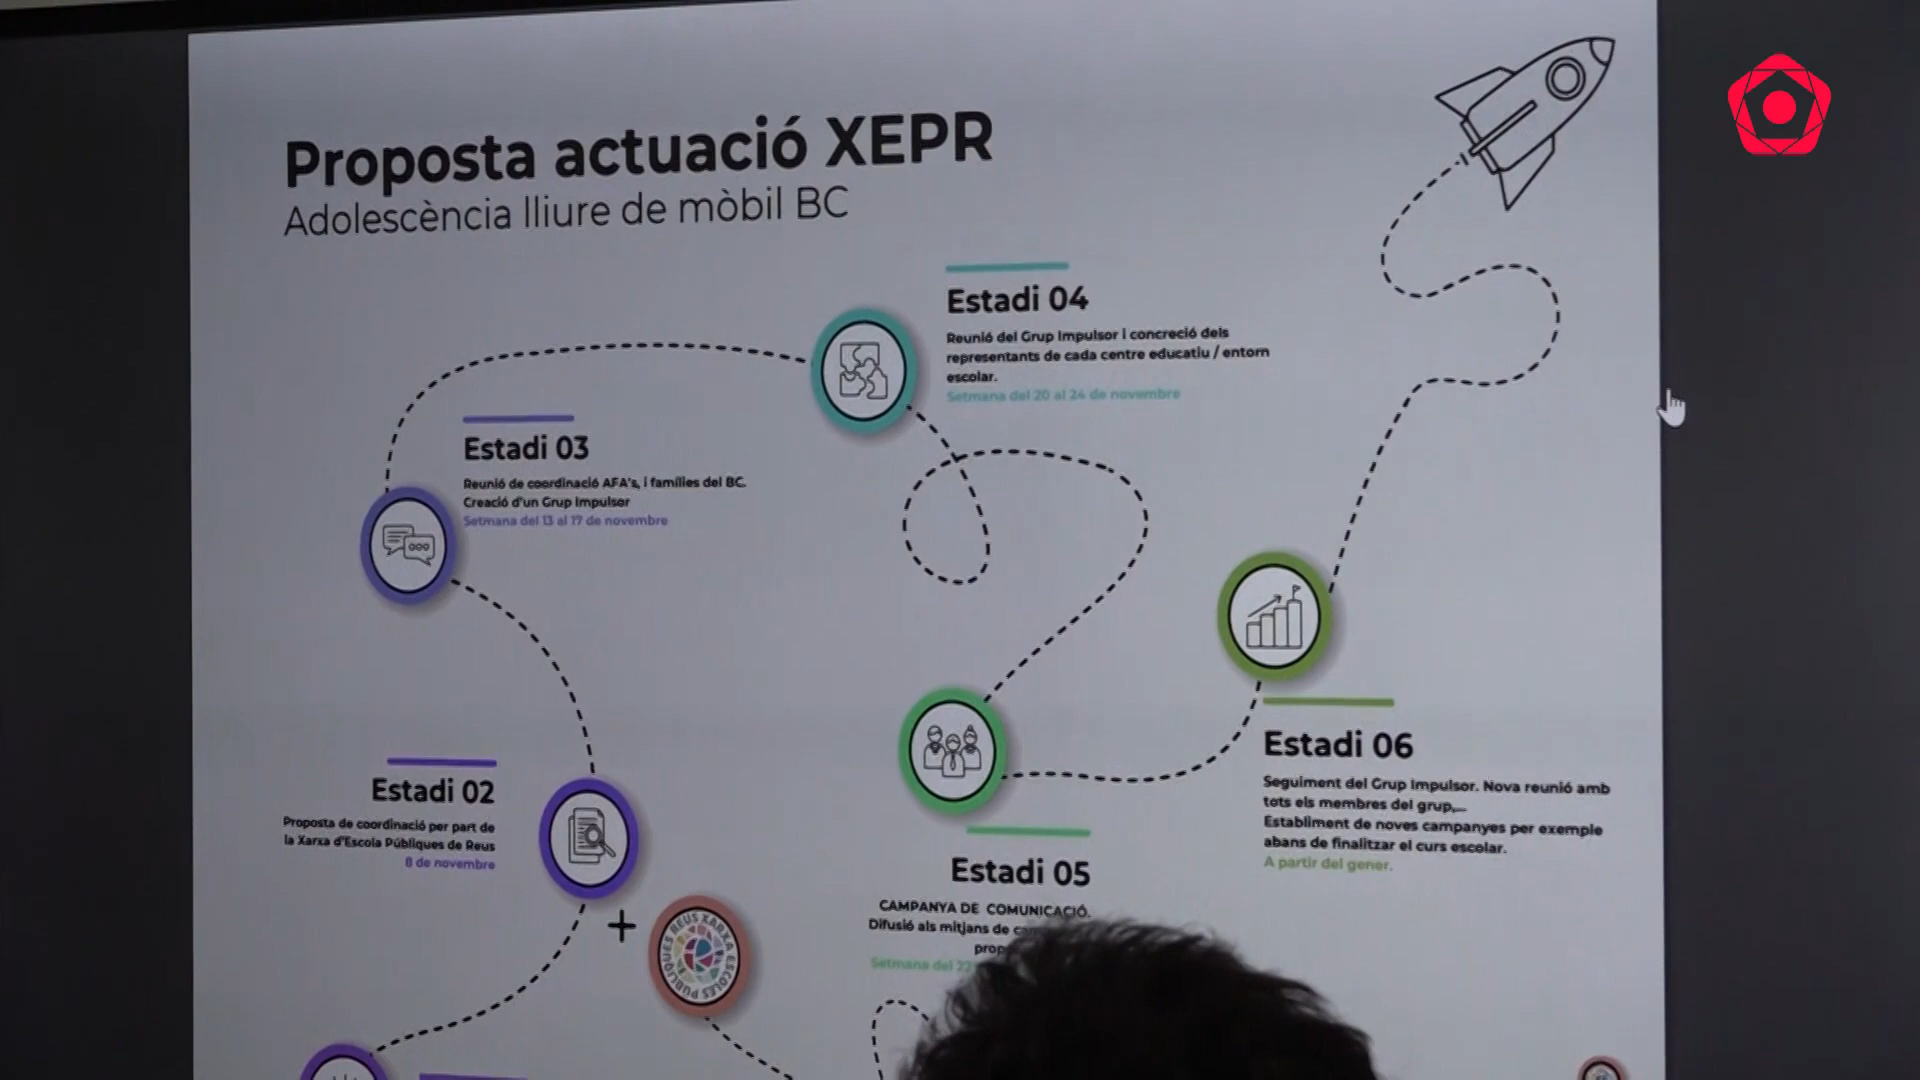 Proposta actuació XEPR
Adolescència lliure de mòbil BC
Estadi 04
Reunió del Grup Impulsor i concreció dels
representants de cada centre educatiu / entorn
escolar.
Setmana del 20 al 24 de novembre
Estadi 03
Reunió de coordinació AFA's, i famílies del BC.
Creació d'un Grup Impulsor
Setmana del 13 al 17 de novembre
Estadi 02
Proposta de coordinació per part de
la Xarxa d'Escola Públiques de Reus
8 de novembre
REUS XARXA ESCOLES PÚBLIQUES
Estadi 05
CAMPANYA DE COMUNICACIÓ.
Difusió als mitjans de
Setmana del
Estadi 06
Seguiment del Grup Impulsor. Nova reunió amb
tots els membres del grup,...
Establiment de noves campanyes per exemple
abans de finalitzar el curs escolar.
A partir del gener.